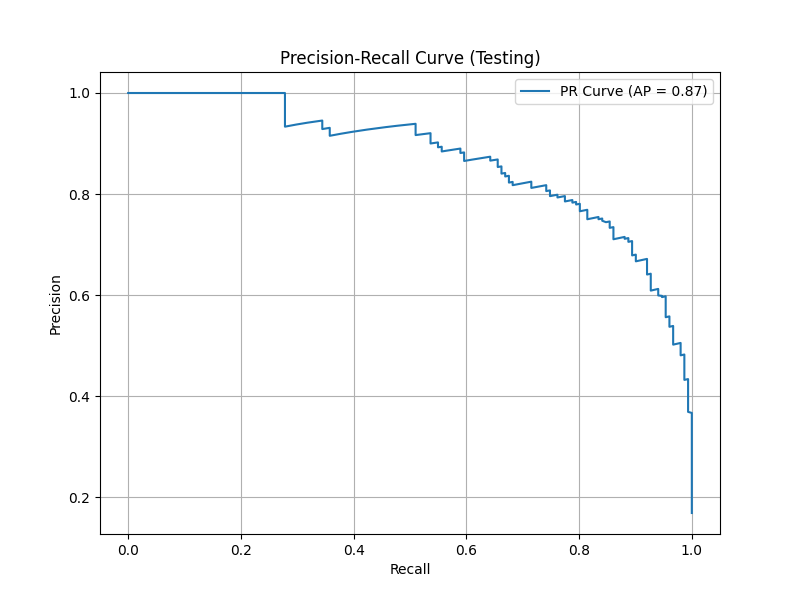 Precision-Recall Curve (Testing)
PR Curve (AP = 0.87)
1.0
0.8
0.6
0.4
0.2
Precision
0.0 0.2 0.4 0.6 0.8 1.0
Recall